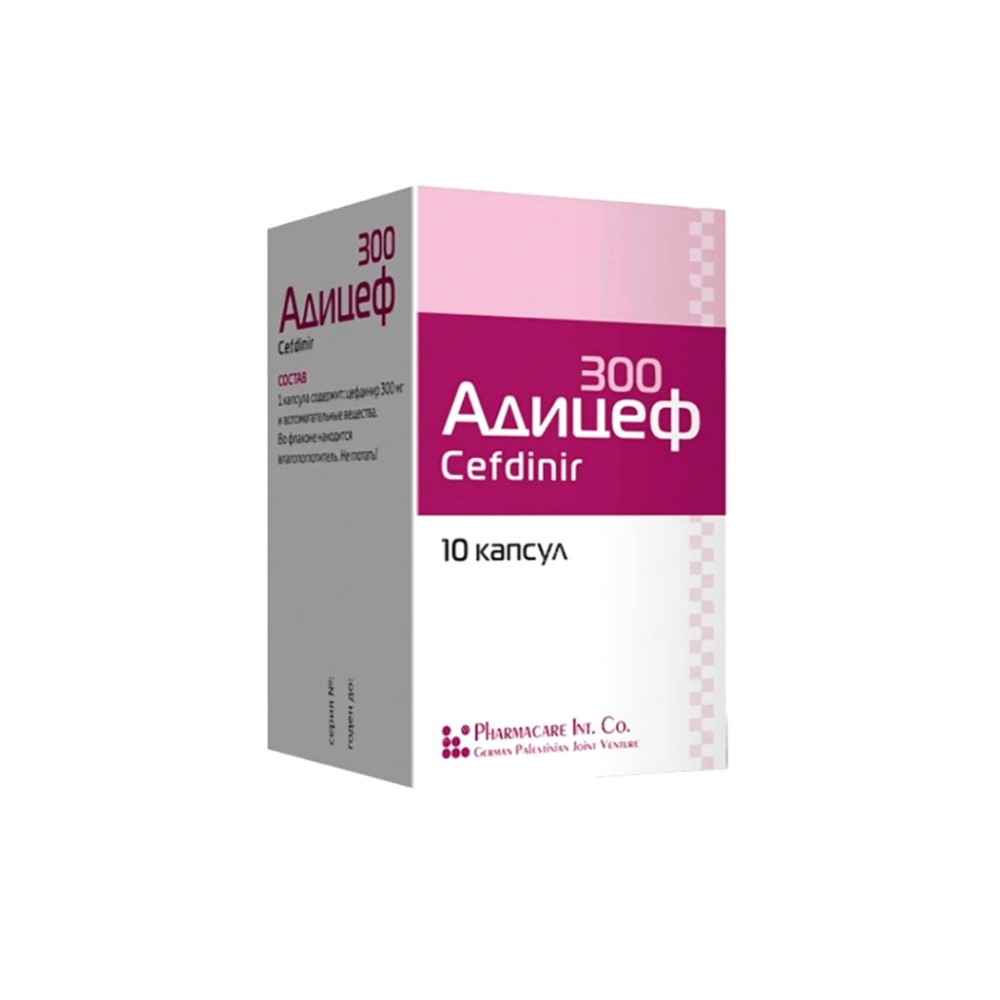 300
Адицеф
Cefdinir
СОСТАВ
1 капсула содержит: цефдинир 300 мг
и вспомогательные вещества.
Во флаконе находится
влагопоглотитель. Не глотать!
серия №:
годен до:
300
Адицеф
Cefdinir
10 капсул
Pharmacare Int. Co.
German Palestinian Joint Venture